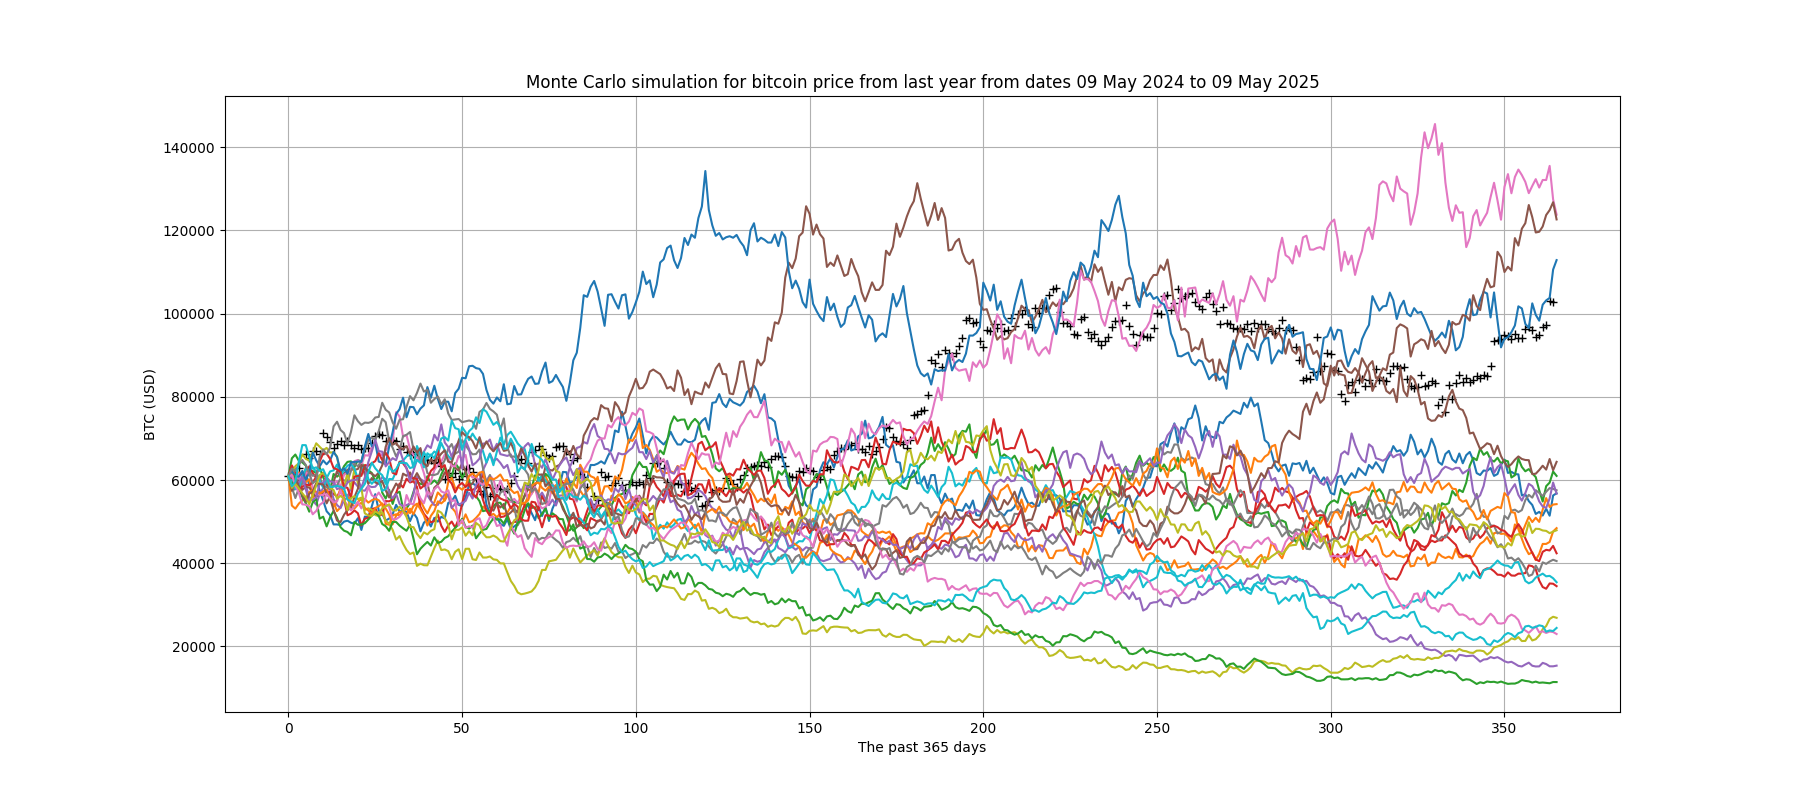 Monte Carlo simulation for bitcoin price from last year from dates 09 May 2024 to 09 May 2025
140000
120000
100000
80000
60000
40000
20000
BTC (USD)
0 50 100 150 200 250 300 350
The past 365 days